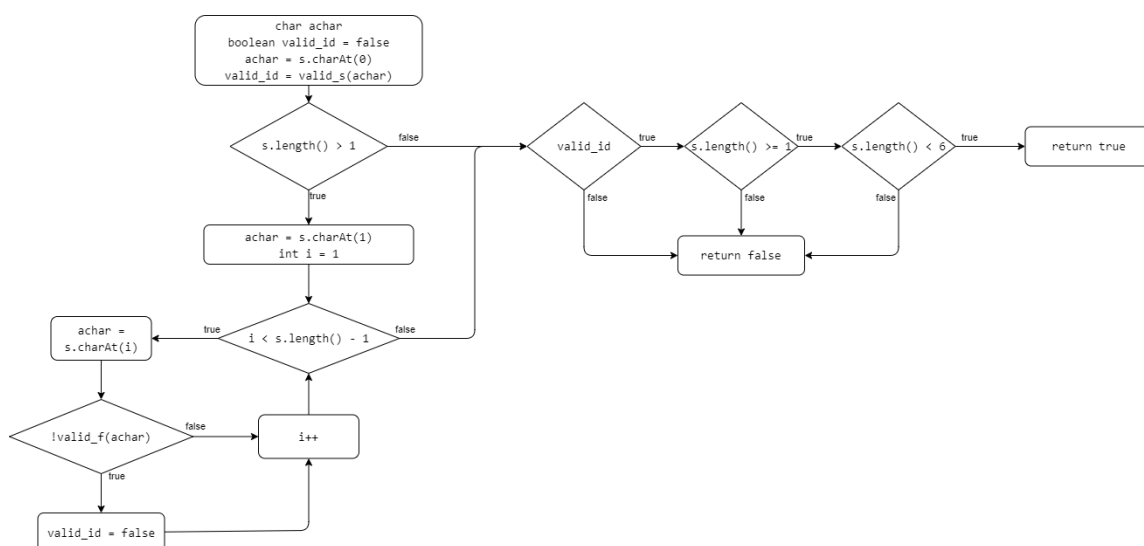 char achar
boolean valid_id = false
achar = s.charAt(0)
valid_id = valid_s(achar)
s.length() > 1
false
true
valid_id
true
false
s.length() >= 1
true
false
s.length() < 6
true
false
return true
return false
achar = s.charAt(1)
int i = 1
i < s.length() - 1
true
false
achar =
s.charAt(i)
!valid_f(achar)
false
true
i++
valid_id = false